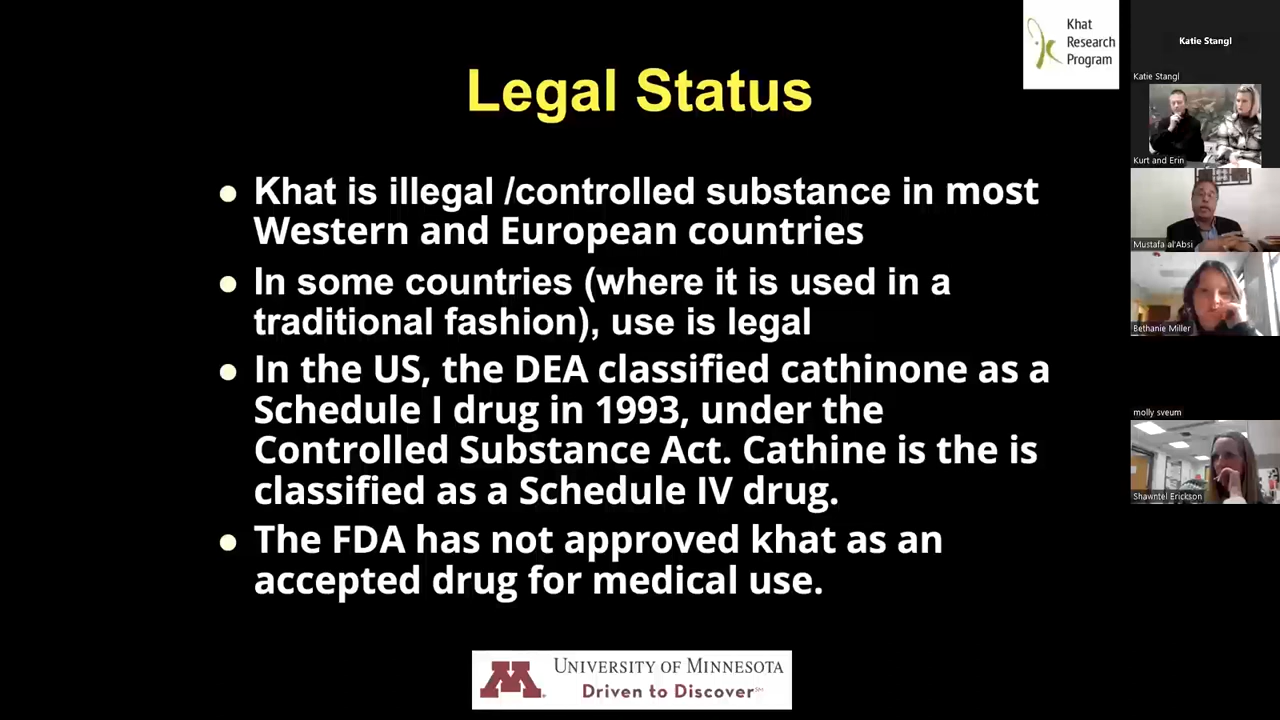 Khat
Research
Program
Legal Status
Khat is illegal /controlled substance in most
Western and European countries
In some countries (where it is used in a
traditional fashion), use is legal
In the US, the DEA classified cathinone as a
Schedule I drug in 1993, under the
Controlled Substance Act. Cathine is the is
classified as a Schedule IV drug.
The FDA has not approved khat as an
accepted drug for medical use.
M
UNIVERSITY OF MINNESOTA
Driven to Discover℠
Katie Stangl
Katie Stangl
Kurt and Erin
Mustafa al'Absi
Bethanie Miller
molly sveum
Shawntel Erickson